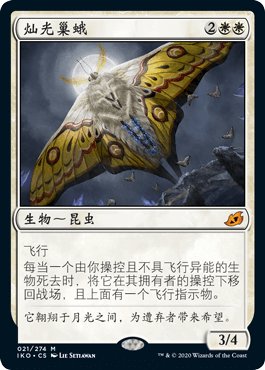 灿光巢蛾 2
生物～昆虫
飞行
每当一个由你操控且不具飞行异能的生
物死去时，将它在其拥有者的操控下移
回战场，且上面有一个飞行指示物。
它翱翔于月光之间，为遗弃者带来希望。
3/4
021/274 M
IKO • CS LIE SETIAWAN
™ & © 2020 Wizards of the Coast